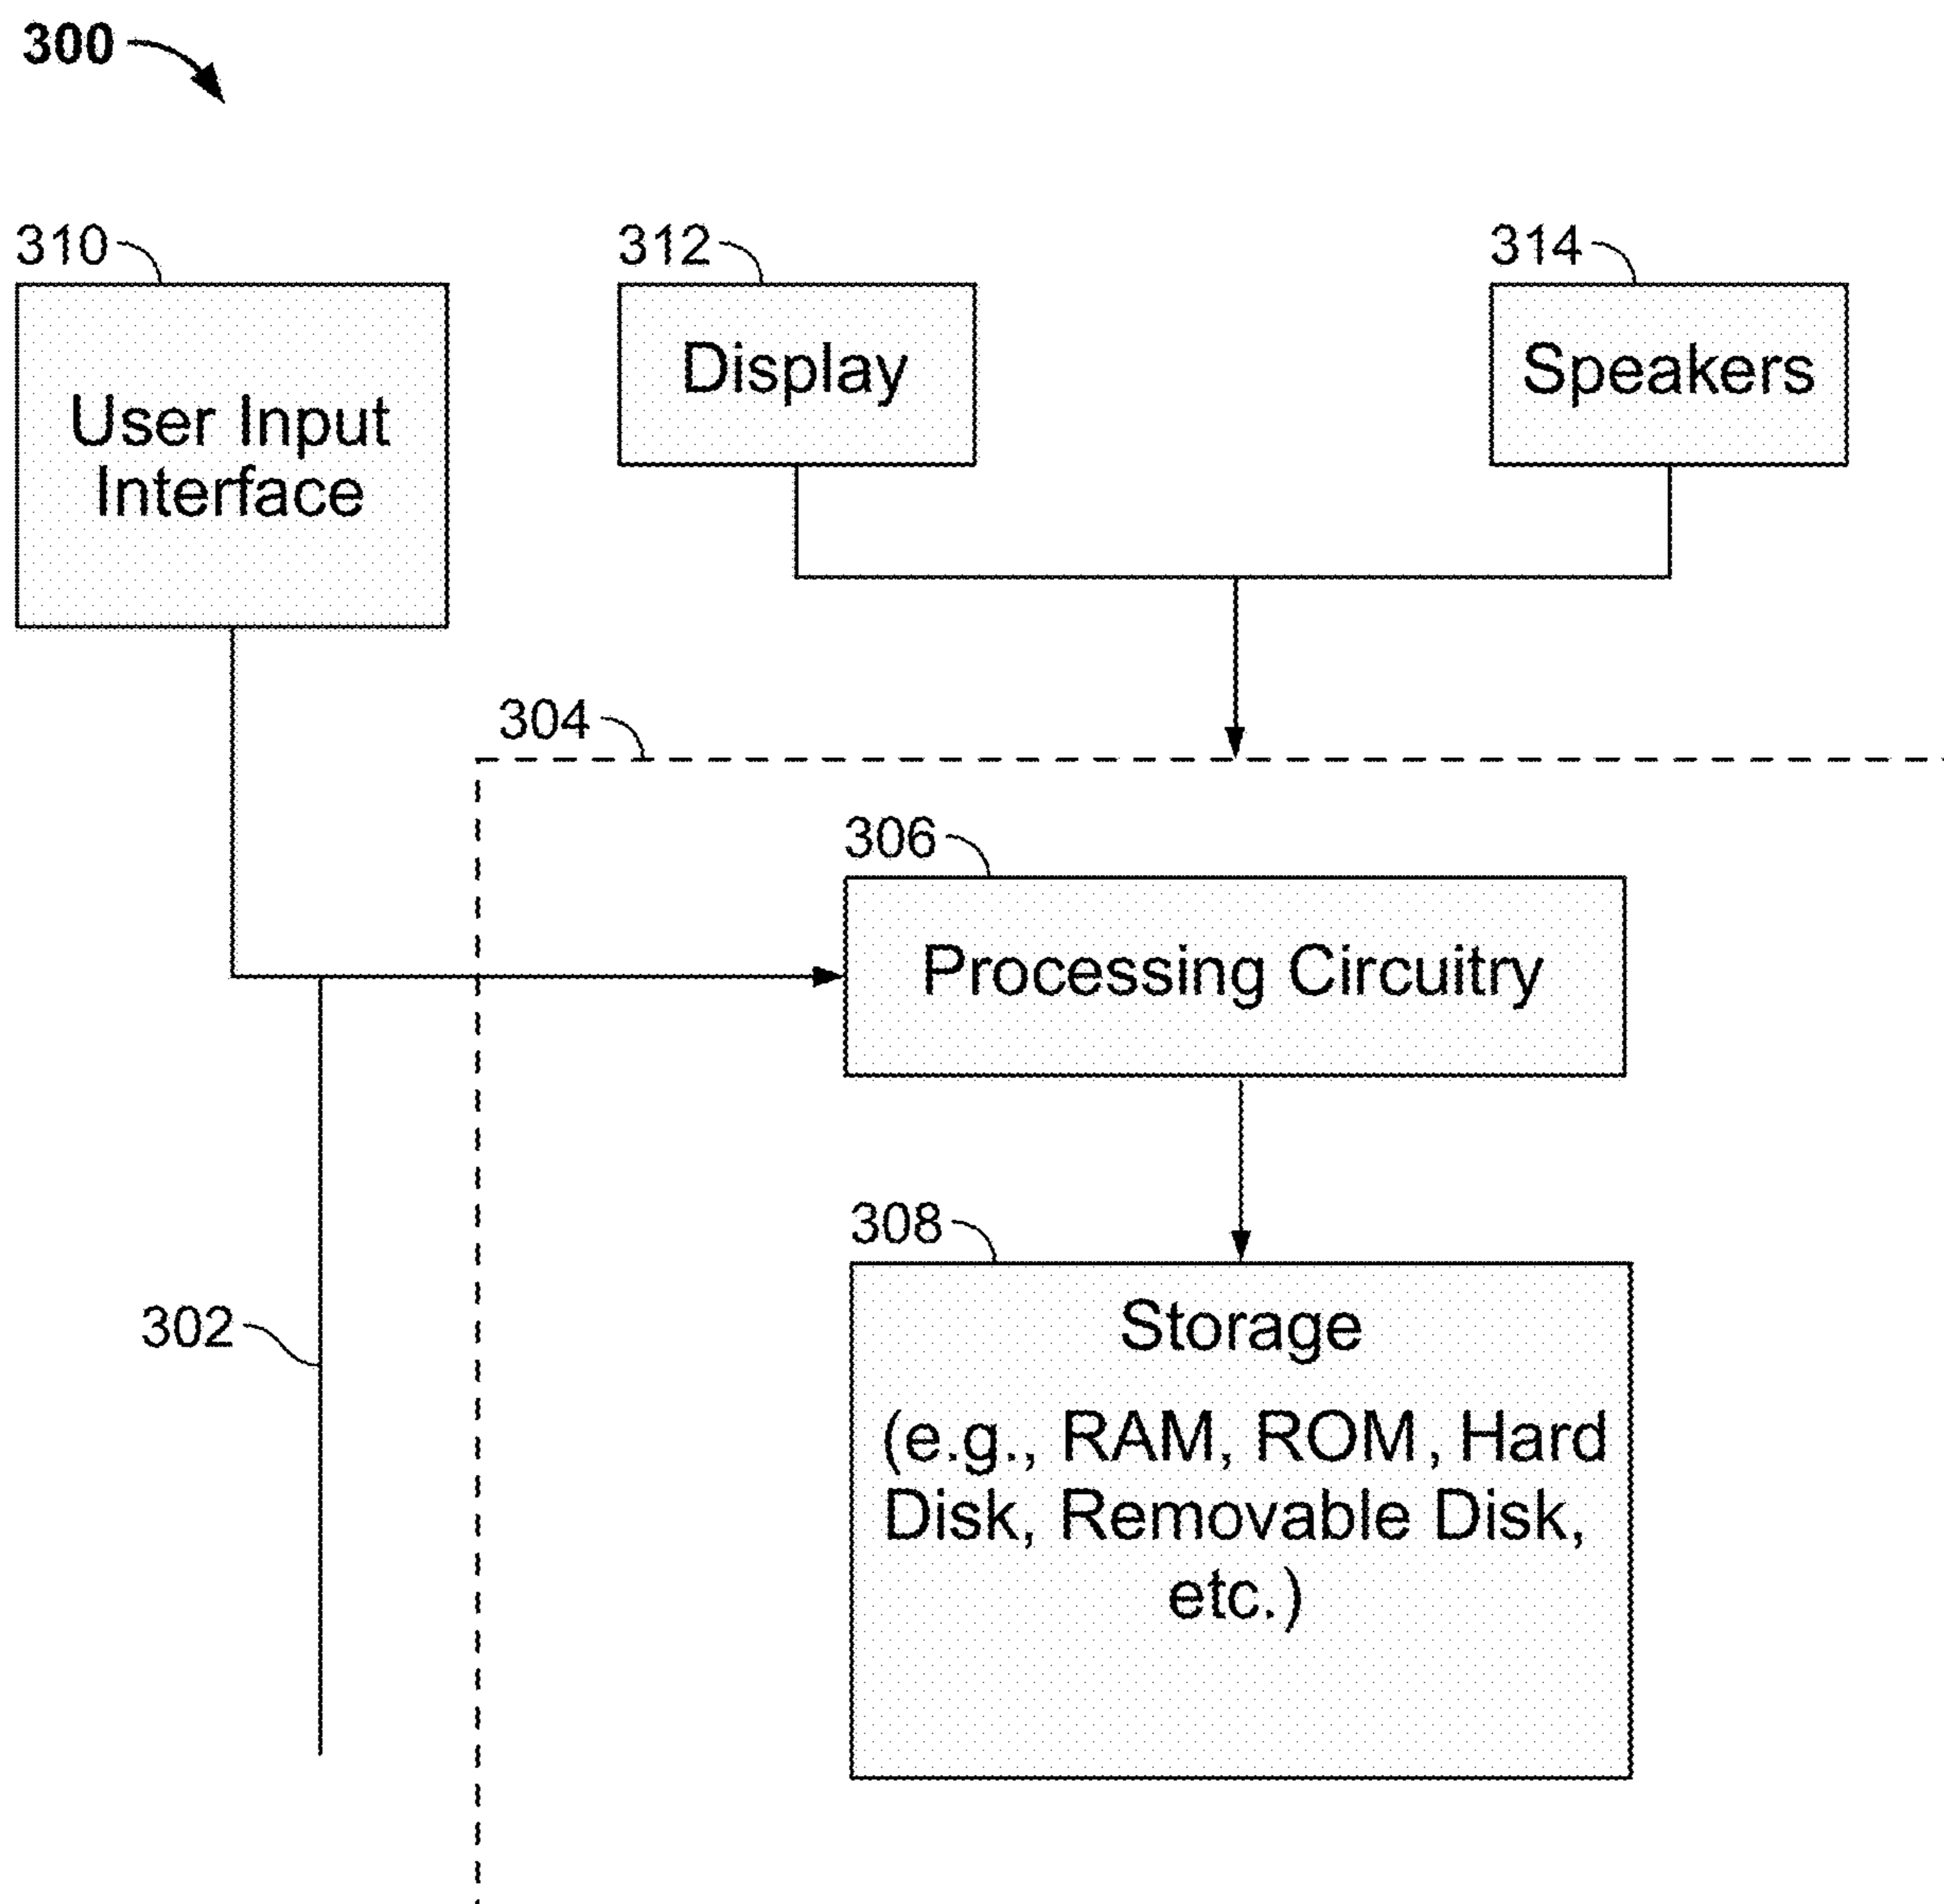 300
310
312
314
User Input
Interface
Display
Speakers
304
306
Processing Circuitry
308
302
Storage
(e.g., RAM, ROM, Hard
Disk, Removable Disk,
etc.)